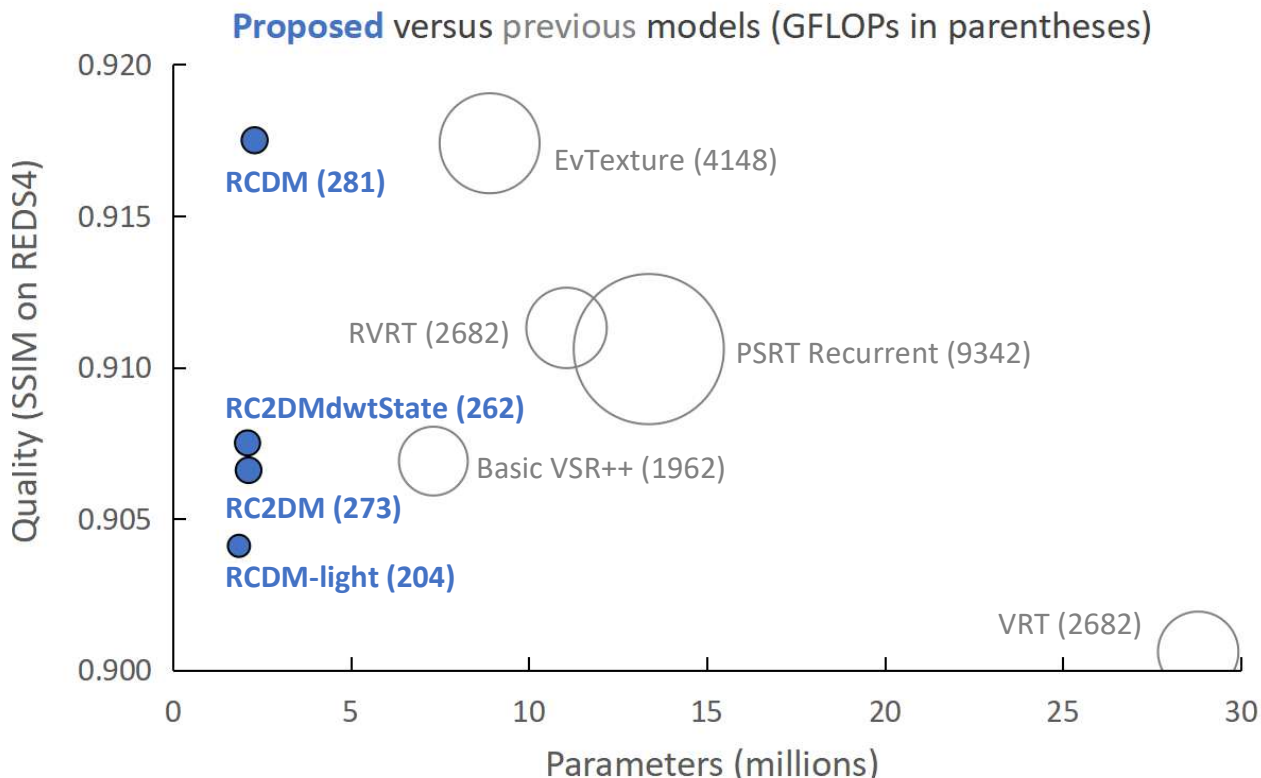 Proposed versus previous models (GFLOPs in parentheses)
Quality (SSIM on REDS4)
0.920
0.915
0.910
0.905
0.900
EvTexture (4148)
RCDM (281)
RVRT (2682)
PSRT Recurrent (9342)
RC2DMdwtState (262)
Basic VSR++ (1962)
RC2DM (273)
RCDM-light (204)
VRT (2682)
0 5 10 15 20 25 30
Parameters (millions)